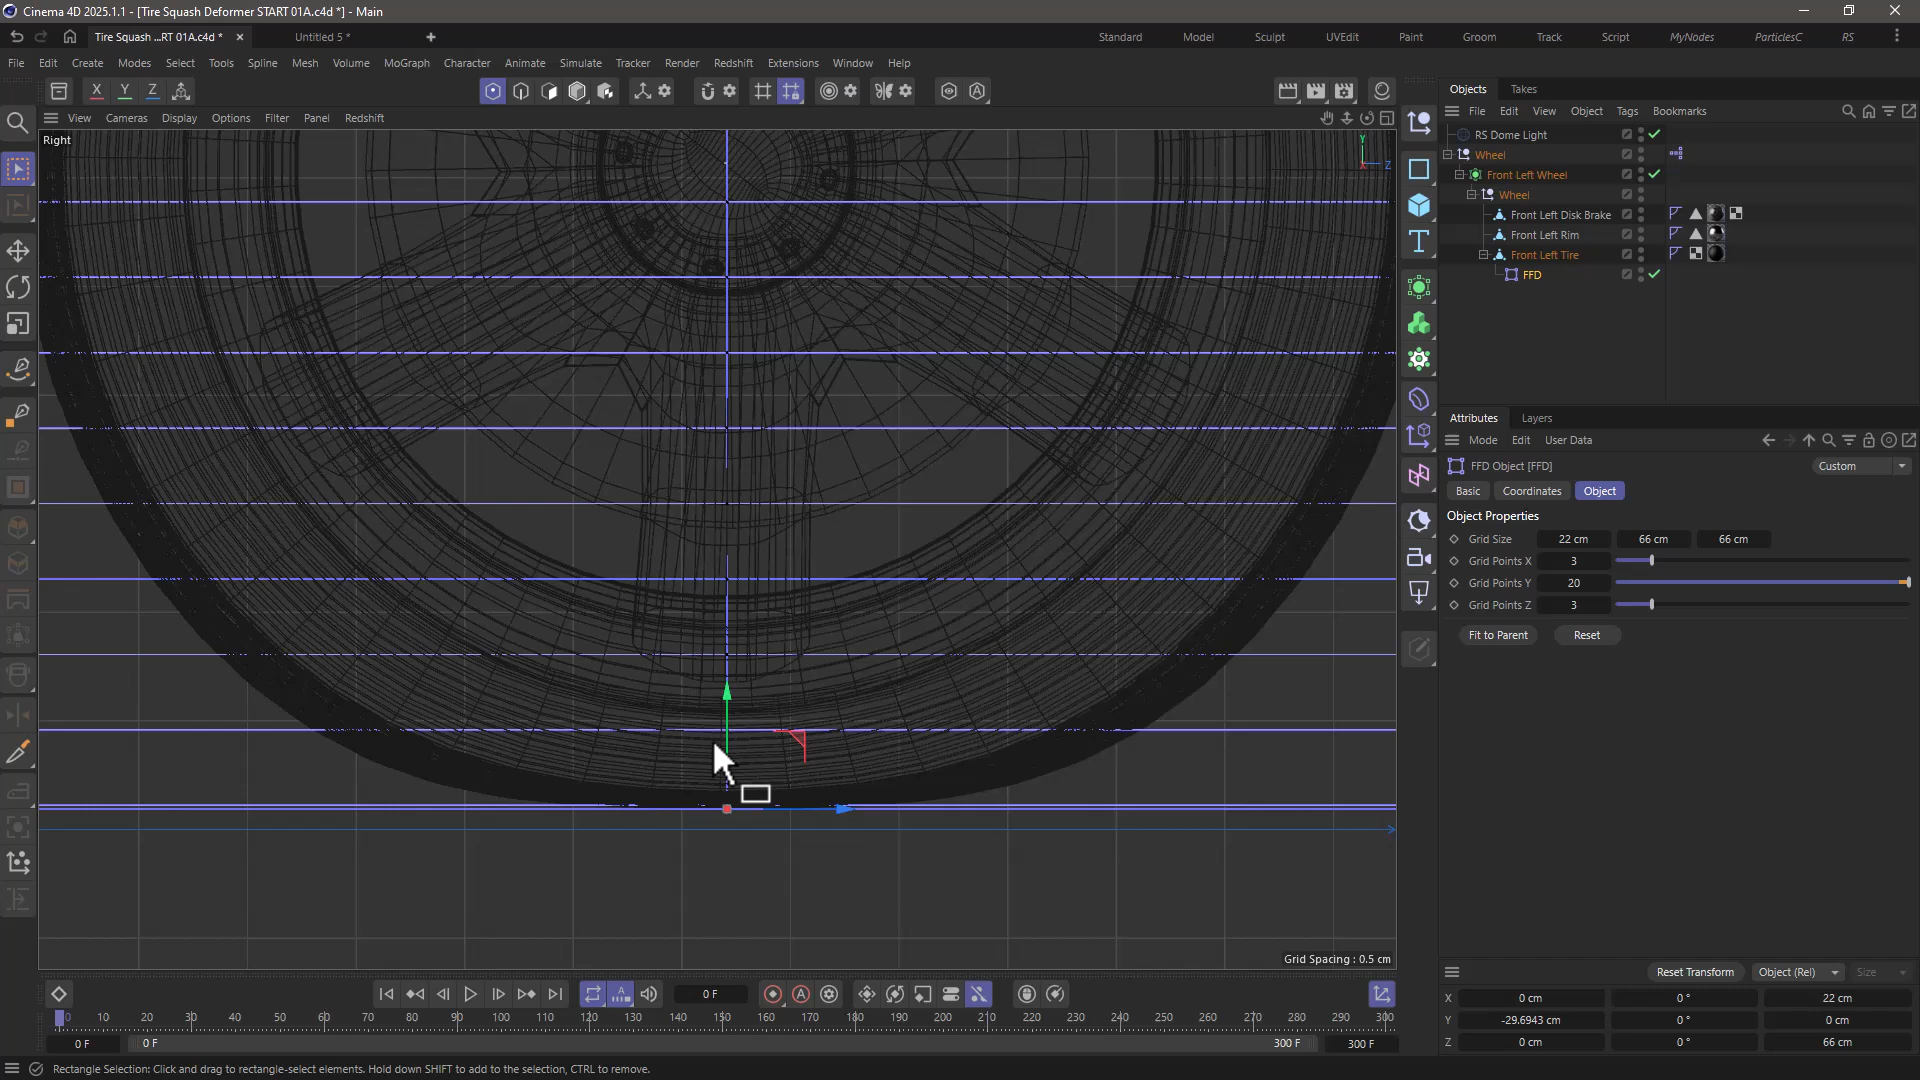 Cinema 4D 2025.1.1 - [Tire Squash Deformer START 01A.c4d *] - Main
Tire Squash ...RT 01A.c4d *
Untitled 5 *
Standard
Model
Sculpt
UVEdit
Paint
Groom
Track
Script
MyNodes
ParticlesC
RS
File
Edit
Create
Modes
Select
Tools
Spline
Mesh
Volume
MoGraph
Character
Animate
Simulate
Tracker
Render
Redshift
Extensions
Window
Help
X
Y
Z
Objects
Takes
View
Cameras
Display
Options
Filter
Panel
Redshift
File
Edit
View
Object
Tags
Bookmarks
Right
Y
Z
RS Dome Light
Wheel
Front Left Wheel
Wheel
Front Left Disk Brake
Front Left Rim
Front Left Tire
FFD
Attributes
Layers
Mode
Edit
User Data
FFD Object [FFD]
Custom
Basic
Coordinates
Object
Object Properties
Grid Size
22 cm
66 cm
66 cm
Grid Points X
3
Grid Points Y
20
Grid Points Z
3
Fit to Parent
Reset
Grid Spacing : 0.5 cm
Reset Transform
Object (Rel)
Size
0 F
X
0 cm
0 °
22 cm
0
10
20
30
40
50
60
70
80
90
100
110
120
130
140
150
160
170
180
190
200
210
220
230
240
250
260
270
280
290
300
Y
-29.6943 cm
0 °
0 cm
0 F
0 F
300 F
300 F
Z
0 cm
0 °
66 cm
Rectangle Selection: Click and drag to rectangle-select elements. Hold down SHIFT to add to the selection, CTRL to remove.